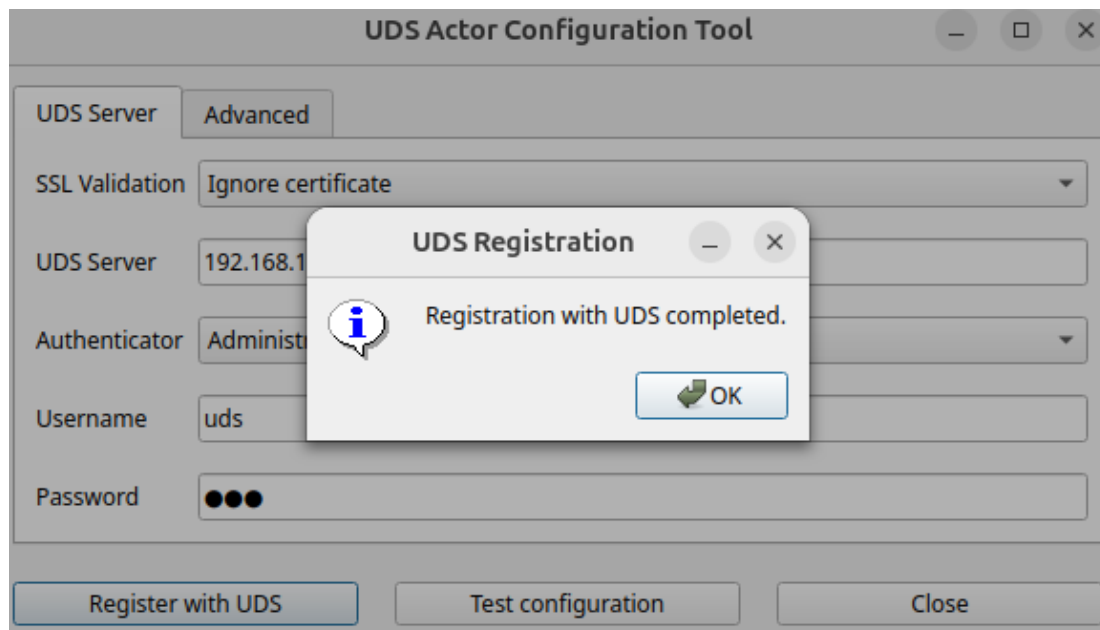 UDS Actor Configuration Tool
UDS Server
Advanced
SSL Validation
Ignore certificate
UDS Server
192.168.1
Authenticator
Administr
Username
uds
Password
UDS Registration
Registration with UDS completed.
OK
Register with UDS
Test configuration
Close